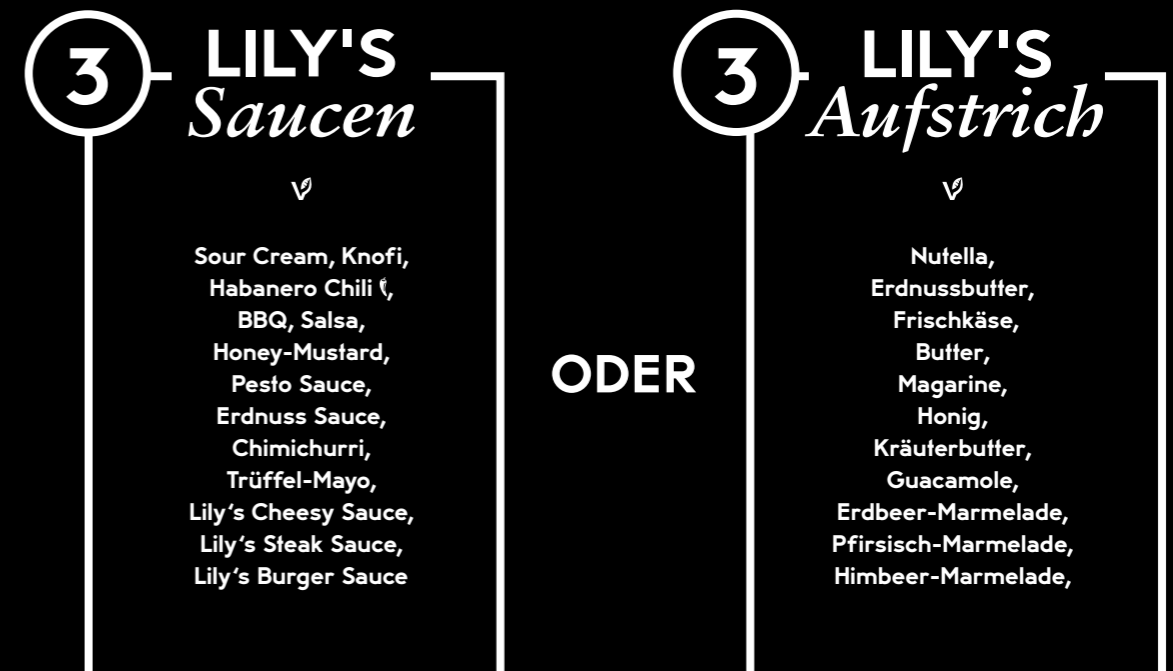 3
LILY'S
Saucen
V
Sour Cream, Knofi,
Habanero Chili ,
BBQ, Salsa,
Honey-Mustard,
Pesto Sauce,
Erdnuss Sauce,
Chimichurri,
Trüffel-Mayo,
Lily‘s Cheesy Sauce,
Lily‘s Steak Sauce,
Lily‘s Burger Sauce
ODER
3
LILY'S
Aufstrich
V
Nutella,
Erdnussbutter,
Frischkäse,
Butter,
Magarine,
Honig,
Kräuterbutter,
Guacamole,
Erdbeer-Marmelade,
Pfirsisch-Marmelade,
Himbeer-Marmelade,